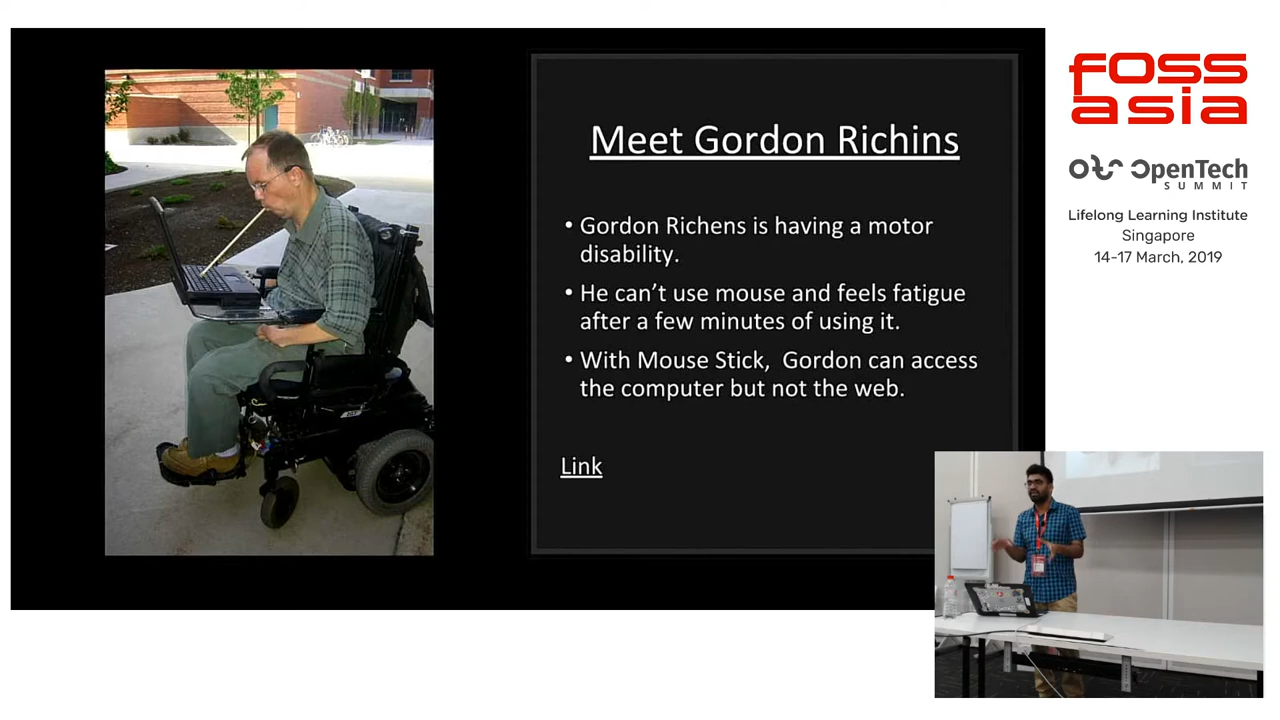 Meet Gordon Richins
• Gordon Richens is having a motor
disability.
• He can't use mouse and feels fatigue
after a few minutes of using it.
• With Mouse Stick,  Gordon can access
the computer but not the web.
Link
FOSS
asia
OpenTech
SUMMIT
Lifelong Learning Institute
Singapore
14-17 March, 2019